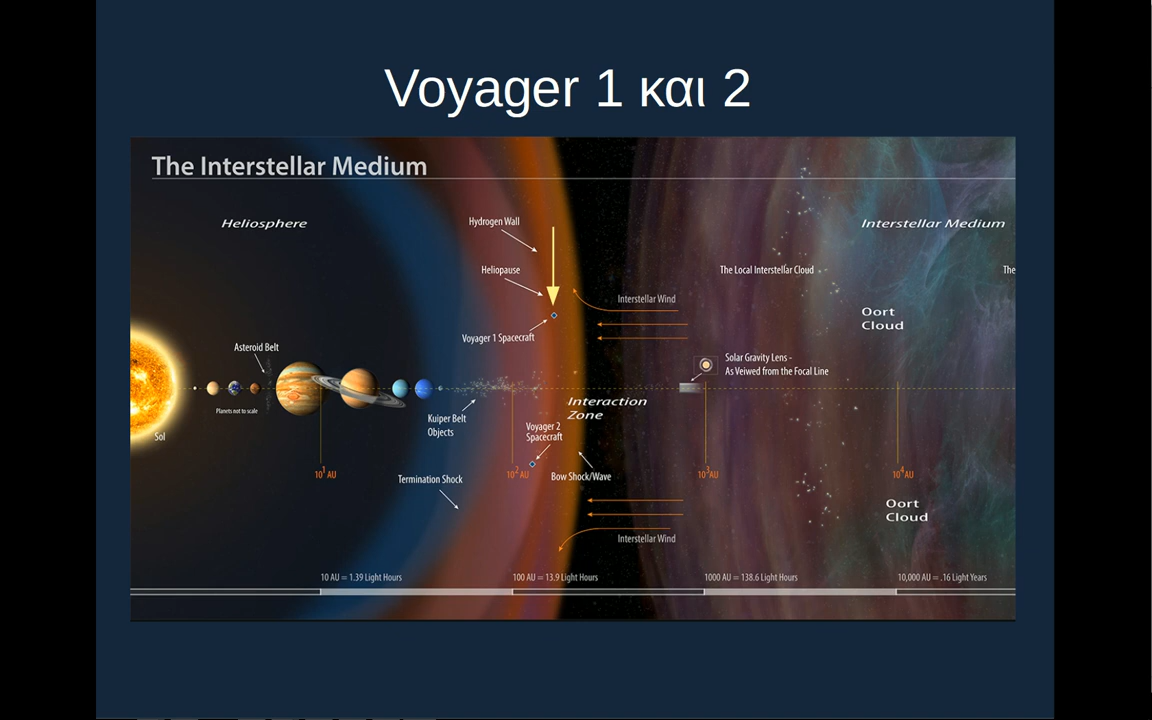 Voyager 1 και 2
The Interstellar Medium
Heliosphere
Hydrogen Wall
Interstellar Medium
Heliopause
The Local Interstellar Cloud
The
Interstellar Wind
Oort
Cloud
Voyager 1 Spacecraft
Asteroid Belt
Solar Gravity Lens -
As Veiwed from the Focal Line
Planets not to scale
Interaction
Zone
Kuiper Belt
Objects
Voyager 2
Spacecraft
Sol
10¹ AU
10² AU
Bow Shock/Wave
10³ AU
10⁴ AU
Termination Shock
Oort
Cloud
Interstellar Wind
10 AU = 1.39 Light Hours
100 AU = 13.9 Light Hours
1000 AU = 138.6 Light Hours
10,000 AU = .16 Light Years